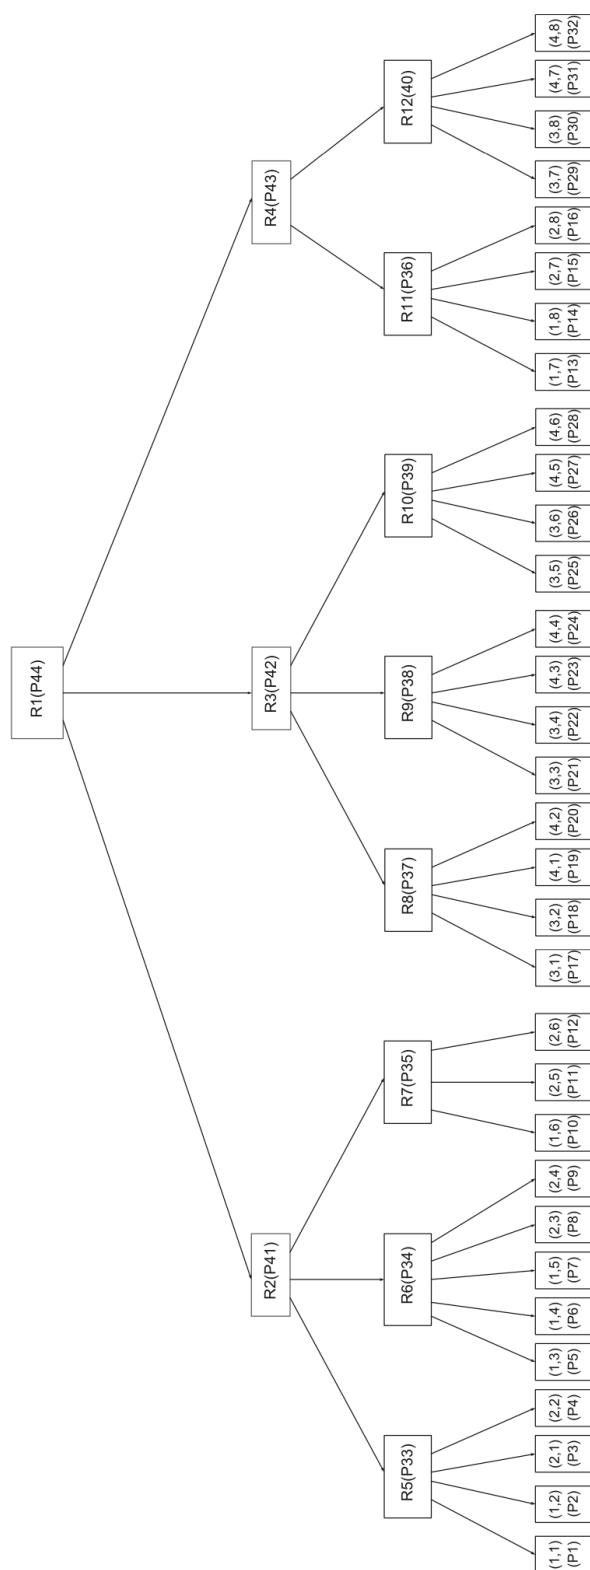 R1(P44)
R2(P41)
R3(P42)
R4(P43)
R5(P33)
R6(P34)
R7(P35)
R8(P37)
R9(P38)
R10(P39)
R11(P36)
R12(40)
(1,1)
(P1)
(1,2)
(P2)
(2,1)
(P3)
(2,2)
(P4)
(1,3)
(P5)
(1,4)
(P6)
(1,5)
(P7)
(2,3)
(P8)
(2,4)
(P9)
(1,6)
(P10)
(2,5)
(P11)
(2,6)
(P12)
(3,1)
(P17)
(3,2)
(P18)
(4,1)
(P19)
(4,2)
(P20)
(3,3)
(P21)
(3,4)
(P22)
(4,3)
(P23)
(4,4)
(P24)
(3,5)
(P25)
(3,6)
(P26)
(4,5)
(P27)
(4,6)
(P28)
(1,7)
(P13)
(1,8)
(P14)
(2,7)
(P15)
(2,8)
(P16)
(3,7)
(P29)
(3,8)
(P30)
(4,7)
(P31)
(4,8)
(P32)